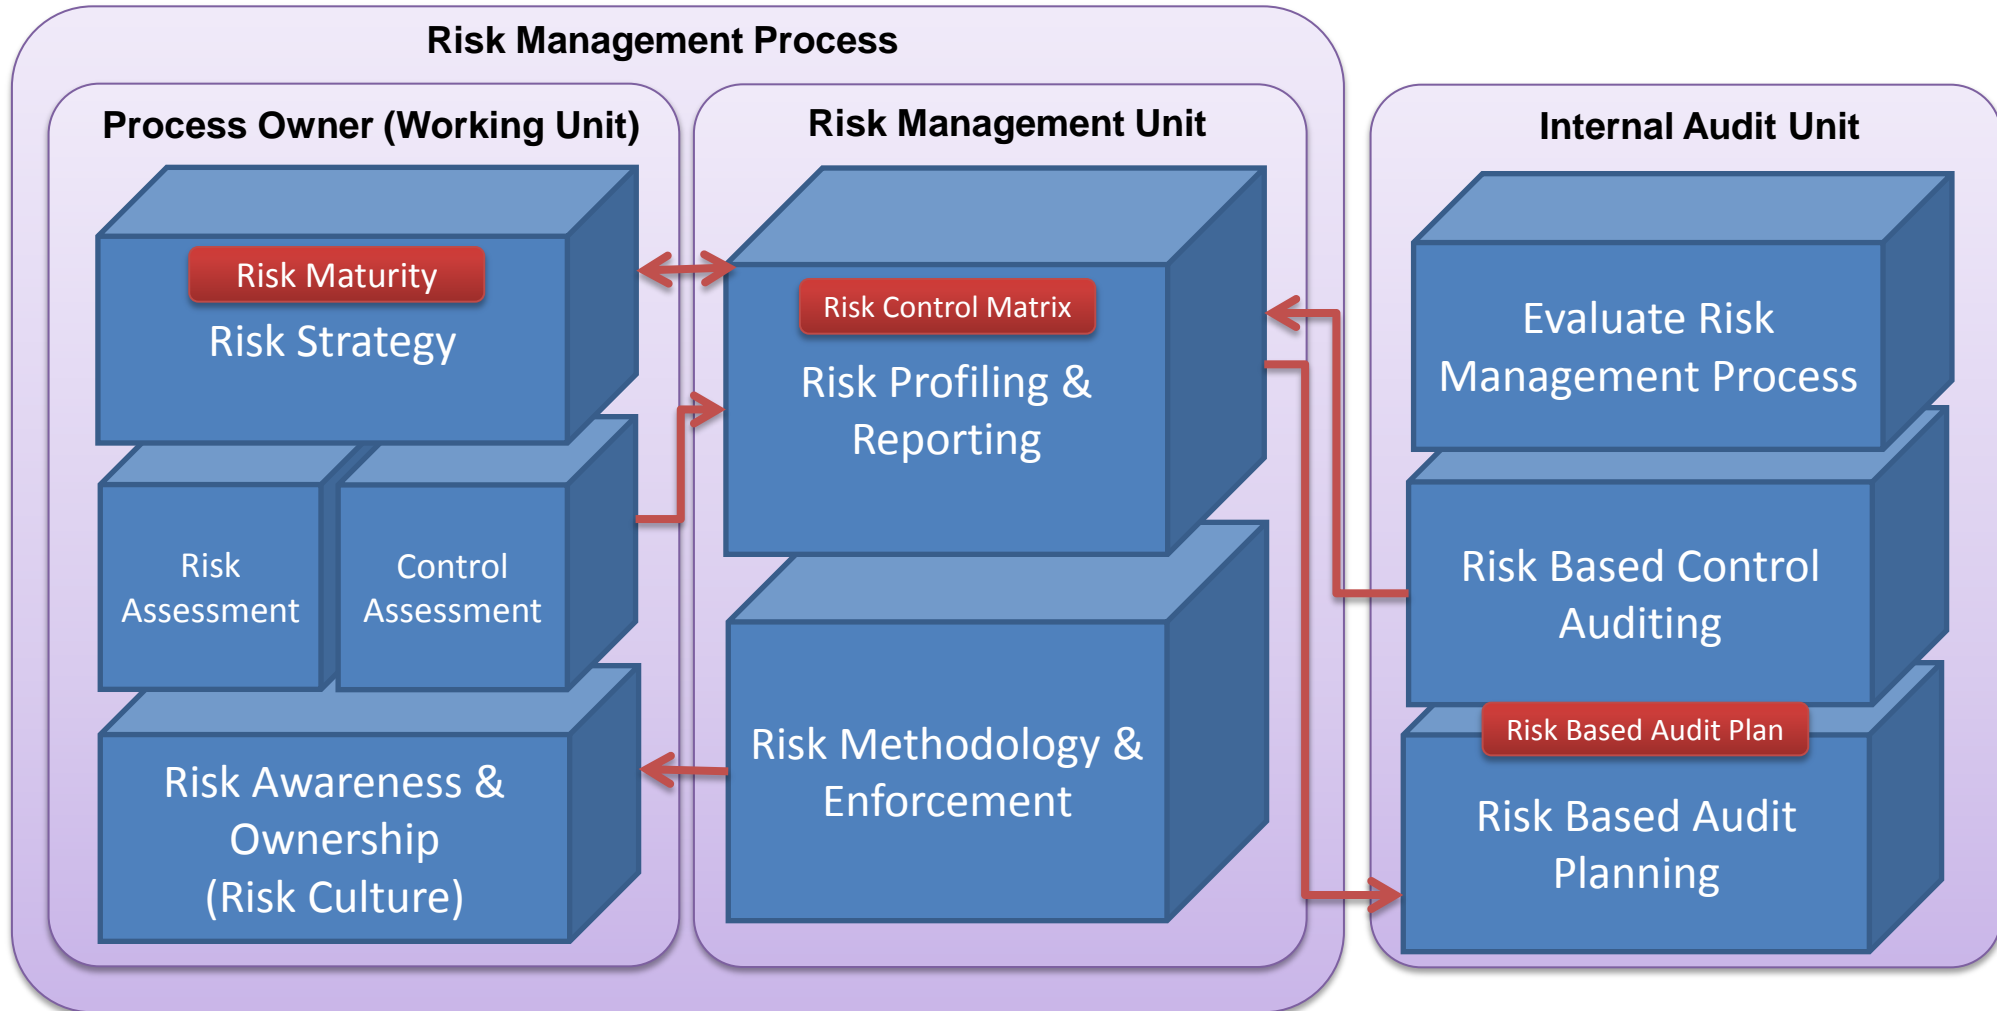 Risk Management Process
Process Owner (Working Unit)
Risk Maturity
Risk Strategy
Risk
Assessment
Control
Assessment
Risk Awareness &
Ownership
(Risk Culture)
Risk Management Unit
Risk Control Matrix
Risk Profiling &
Reporting
Risk Methodology &
Enforcement
Internal Audit Unit
Evaluate Risk
Management Process
Risk Based Control
Auditing
Risk Based Audit Plan
Risk Based Audit
Planning